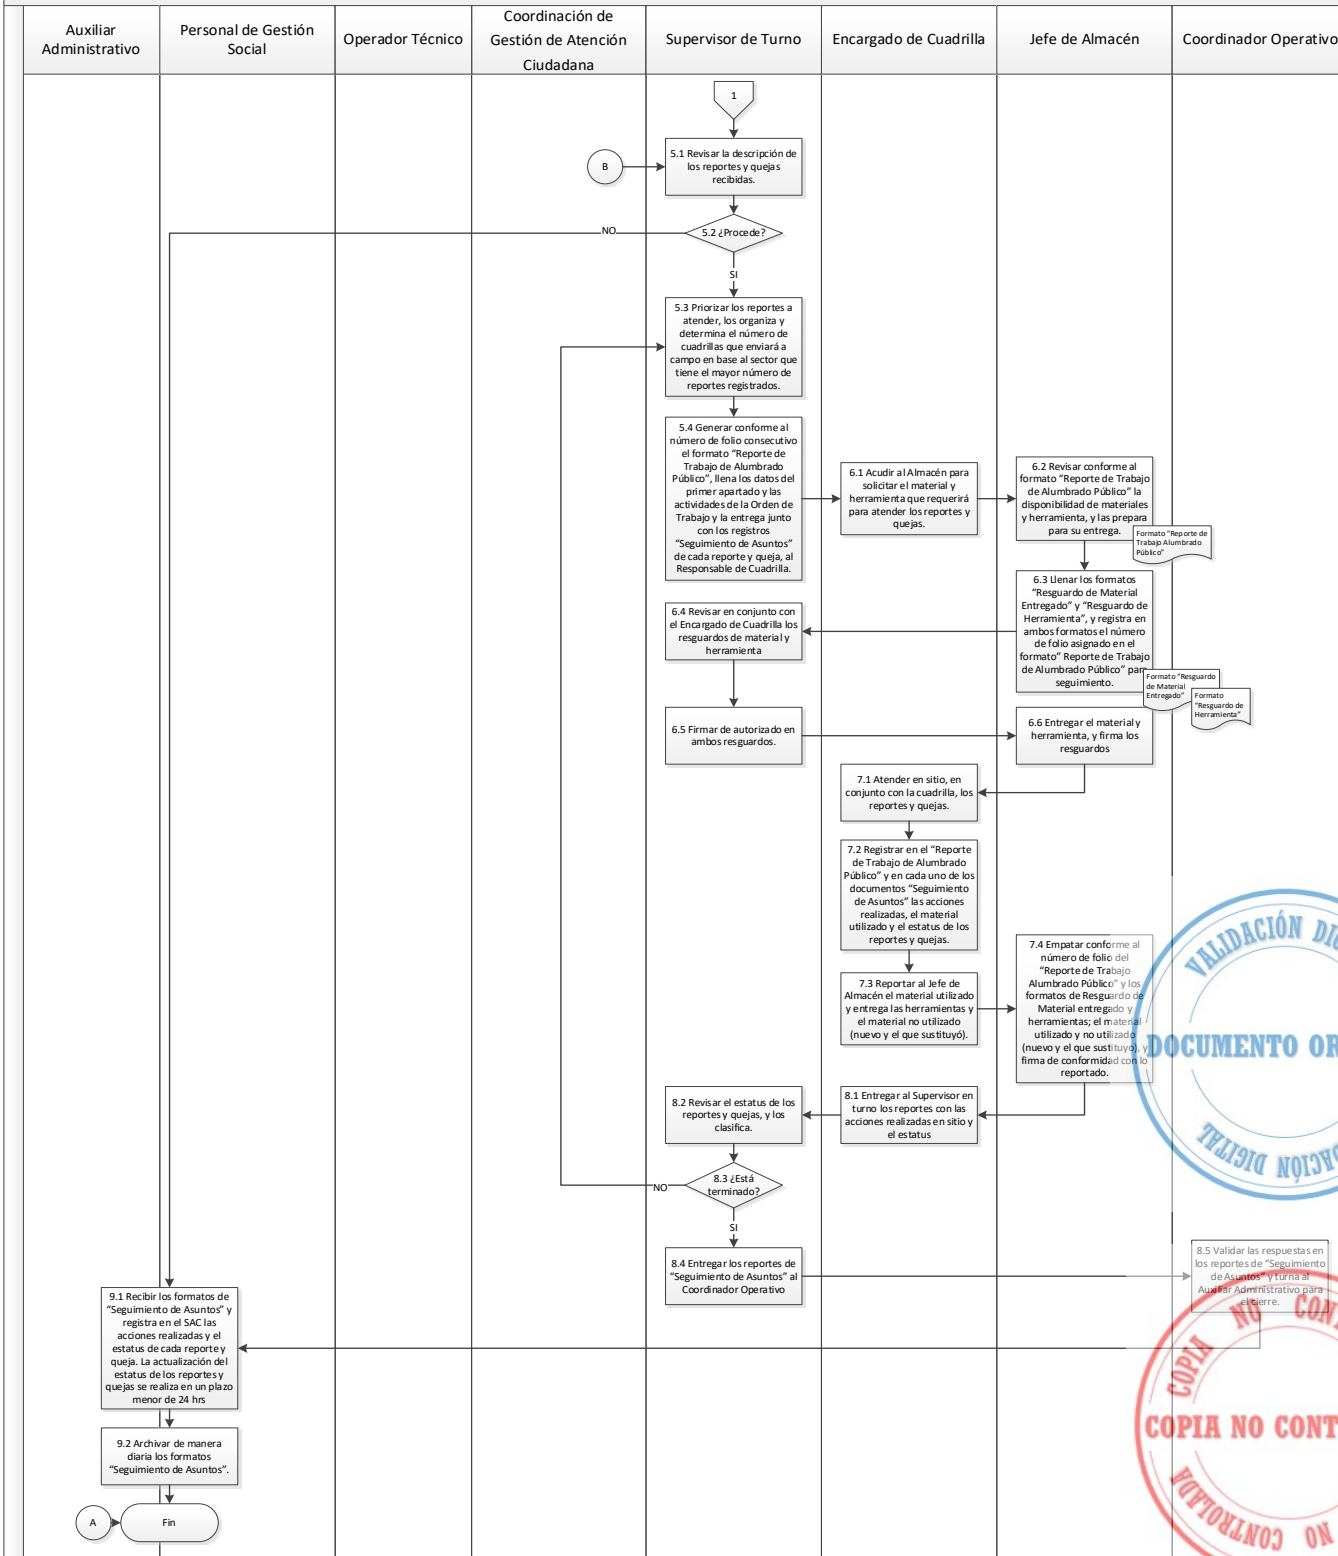 Auxiliar
Administrativo
Personal de Gestión
Social
Operador Técnico
Coordinación de
Gestión de Atención
Ciudadana
Supervisor de Turno
Encargado de Cuadrilla
Jefe de Almacén
Coordinador Operativo
1
B
5.1 Revisar la descripción de
los reportes y quejas
recibidas.
NO
5.2 ¿Procede?
SI
5.3 Priorizar los reportes a
atender, los organiza y
determina el número de
cuadrillas que enviará a
campo en base al sector que
tiene el mayor número de
reportes registrados.
5.4 Generar conforme al
número de folio consecutivo
el formato “Reporte de
Trabajo de Alumbrado
Público”, llena los datos del
primer apartado y las
actividades de la Orden de
Trabajo y la entrega junto
con los registros
“Seguimiento de Asuntos”
de cada reporte y queja, al
Responsable de Cuadrilla.
6.1 Acudir al Almacén para
solicitar el material y
herramienta que requerirá
para atender los reportes y
quejas.
6.2 Revisar conforme al
formato “Reporte de Trabajo
de Alumbrado Público” la
disponibilidad de materiales
y herramienta, y las prepara
para su entrega.
Formato “Reporte de
Trabajo Alumbrado
Público”
6.3 Llenar los formatos
“Resguardo de Material
Entregado” y “Resguardo de
Herramienta”, y registra en
ambos formatos el número
de folio asignado en el
formato” Reporte de Trabajo
de Alumbrado Público” para
seguimiento.
Formato “Resguardo
de Material
Entregado”
Formato
“Resguardo de
Herramienta”
6.4 Revisar en conjunto con
el Encargado de Cuadrilla los
resguardos de material y
herramienta
6.5 Firmar de autorizado en
ambos resguardos.
6.6 Entregar el material y
herramienta, y firma los
resguardos
7.1 Atender en sitio, en
conjunto con la cuadrilla, los
reportes y quejas.
7.2 Registrar en el “Reporte
de Trabajo de Alumbrado
Público” y en cada uno de los
documentos “Seguimiento
de Asuntos” las acciones
realizadas, el material
utilizado y el estatus de los
reportes y quejas.
7.3 Reportar al Jefe de
Almacén el material utilizado
y entrega las herramientas y
el material no utilizado
(nuevo y el que sustituyó).
7.4 Empatar conforme al
número de folio del
“Reporte de Trabajo
Alumbrado Público” y los
formatos de Resguardo de
Material entregado y
herramientas; el material
utilizado y no utilizado
(nuevo y el que sustituyó), y
firma de conformidad con lo
reportado.
VALIDACIÓN DI
DOCUMENTO OR
DACIÓN DIGITAL
8.1 Entregar al Supervisor en
turno los reportes con las
acciones realizadas en sitio y
el estatus
8.2 Revisar el estatus de los
reportes y quejas, y los
clasifica.
8.3 ¿Está
terminado?
NO
SI
8.4 Entregar los reportes de
“Seguimiento de Asuntos” al
Coordinador Operativo
8.5 Validar las respuestas en
los reportes de “Seguimiento
de Asuntos” y turna al
Auxiliar Administrativo para
el cierre.
9.1 Recibir los formatos de
“Seguimiento de Asuntos” y
registra en el SAC las
acciones realizadas y el
estatus de cada reporte y
queja. La actualización del
estatus de los reportes y
quejas se realiza en un plazo
menor de 24 hrs
9.2 Archivar de manera
diaria los formatos
“Seguimiento de Asuntos”.
A
Fin
COPIA NO CONT
COPIA NO CONT
NO CONTROLADA